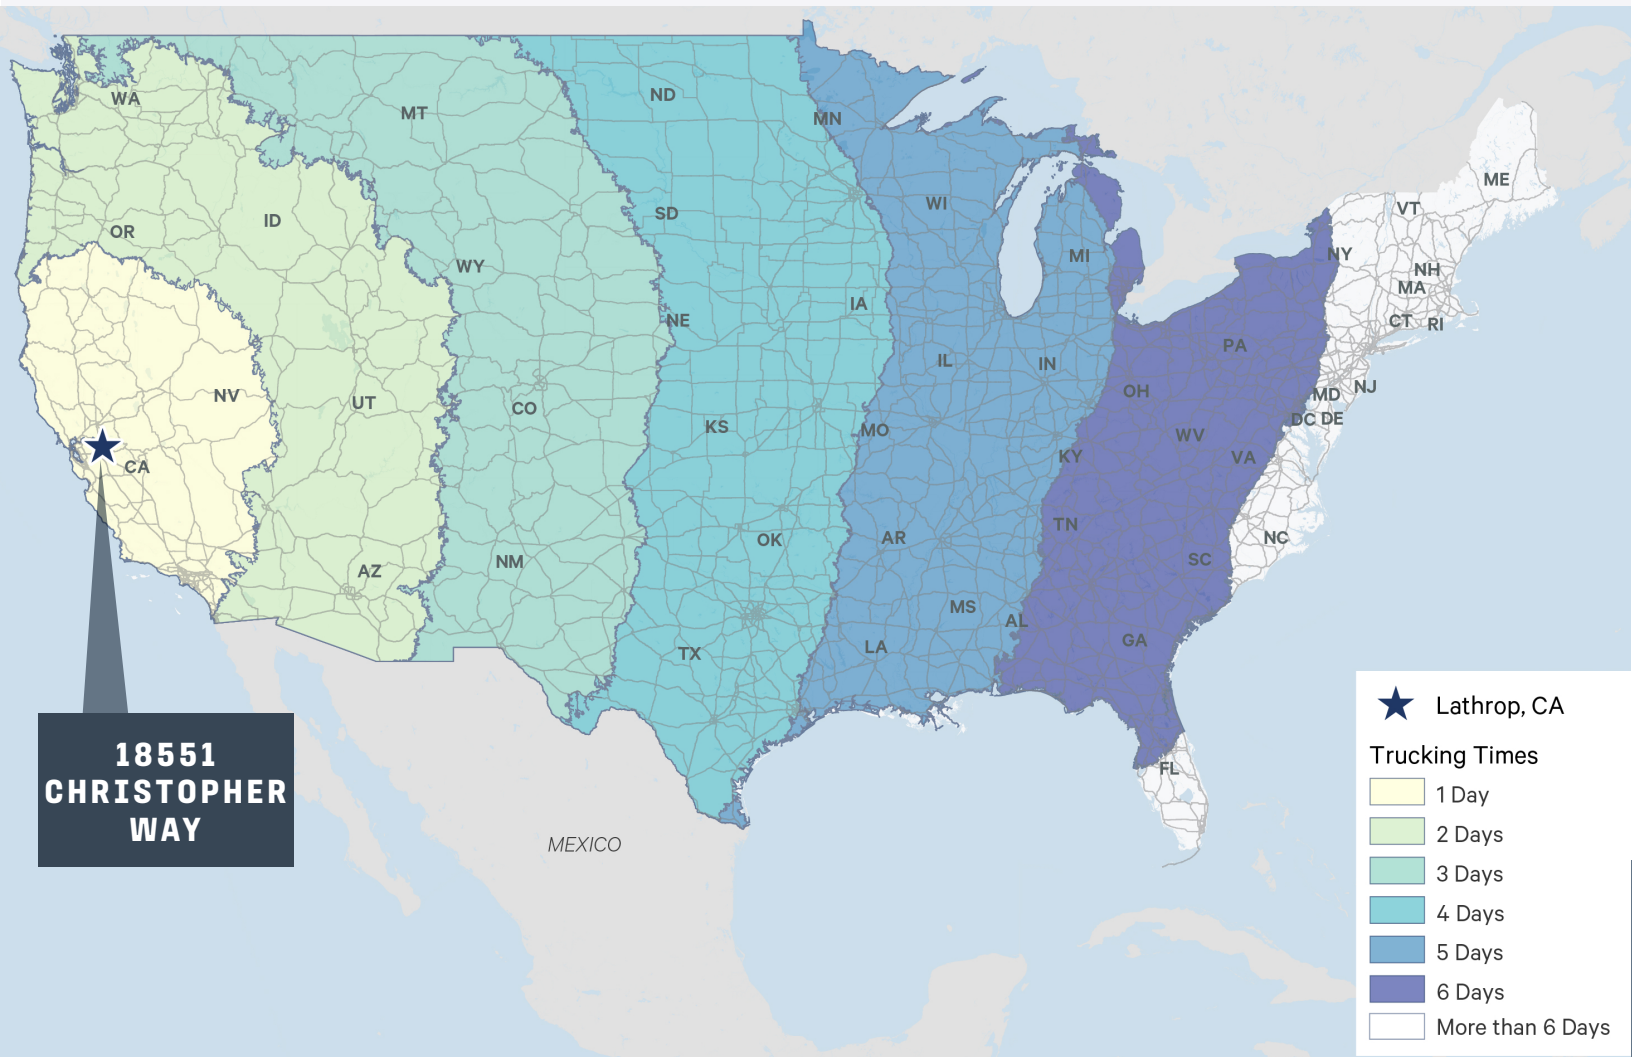 WA
MT
ND
MN
ME
OR
ID
SD
WI
VT
WY
MI
NY
NH
MA
NE
IA
CT
RI
NV
UT
CO
IL
IN
PA
OH
NJ
MD
CA
KS
MO
KY
WV
VA
DC
DE
AZ
NM
OK
AR
TN
SC
NC
TX
LA
MS
AL
GA
FL
MEXICO
18551
CHRISTOPHER
WAY
Lathrop, CA
Trucking Times
1 Day
2 Days
3 Days
4 Days
5 Days
6 Days
More than 6 Days